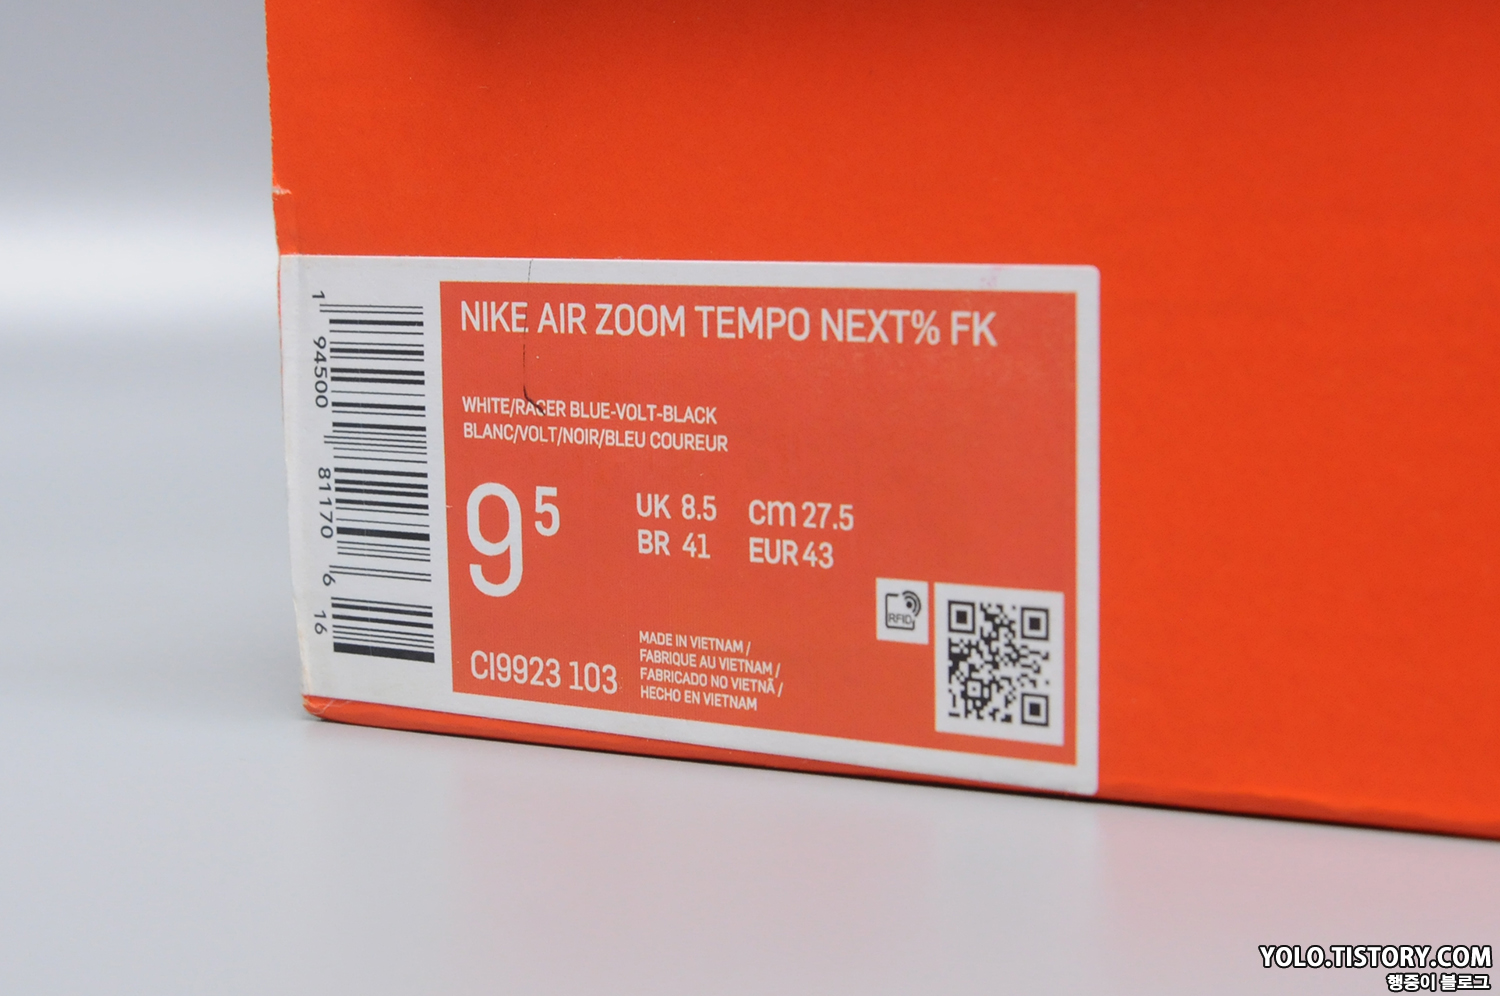 NIKE AIR ZOOM TEMPO NEXT% FK
WHITE/RACER BLUE-VOLT-BLACK
BLANC/VOLT/NOIR/BLEU COUREUR
9 5
UK 8.5
cm 27.5
BR 41
EUR 43
CI9923 103
MADE IN VIETNAM /
FABRIQUE AU VIETNAM /
FABRICADO NO VIETNÃ /
HECHO EN VIETNAM
RFID
1 94500 81170 6 16
YOLO.TISTORY.COM
행중이 블로그